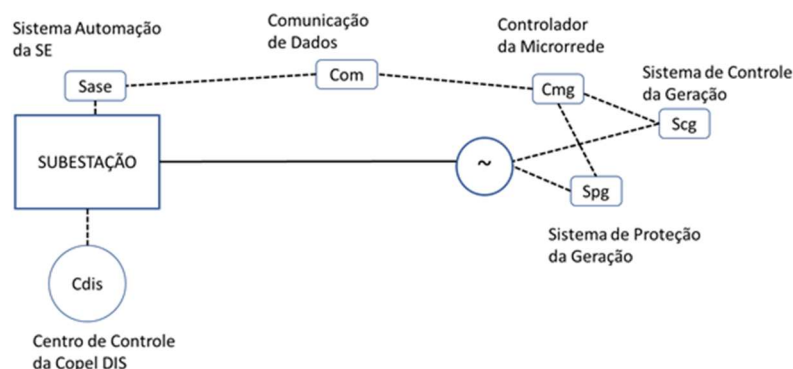 Sistema Automação
da SE
Comunicação
de Dados
Controlador
da Microrrede
Sase
Com
Cmg
Sistema de Controle
da Geração
Scg
SUBESTAÇÃO
~
Spg
Sistema de Proteção
da Geração
Cdis
Centro de Controle
da Copel DIS